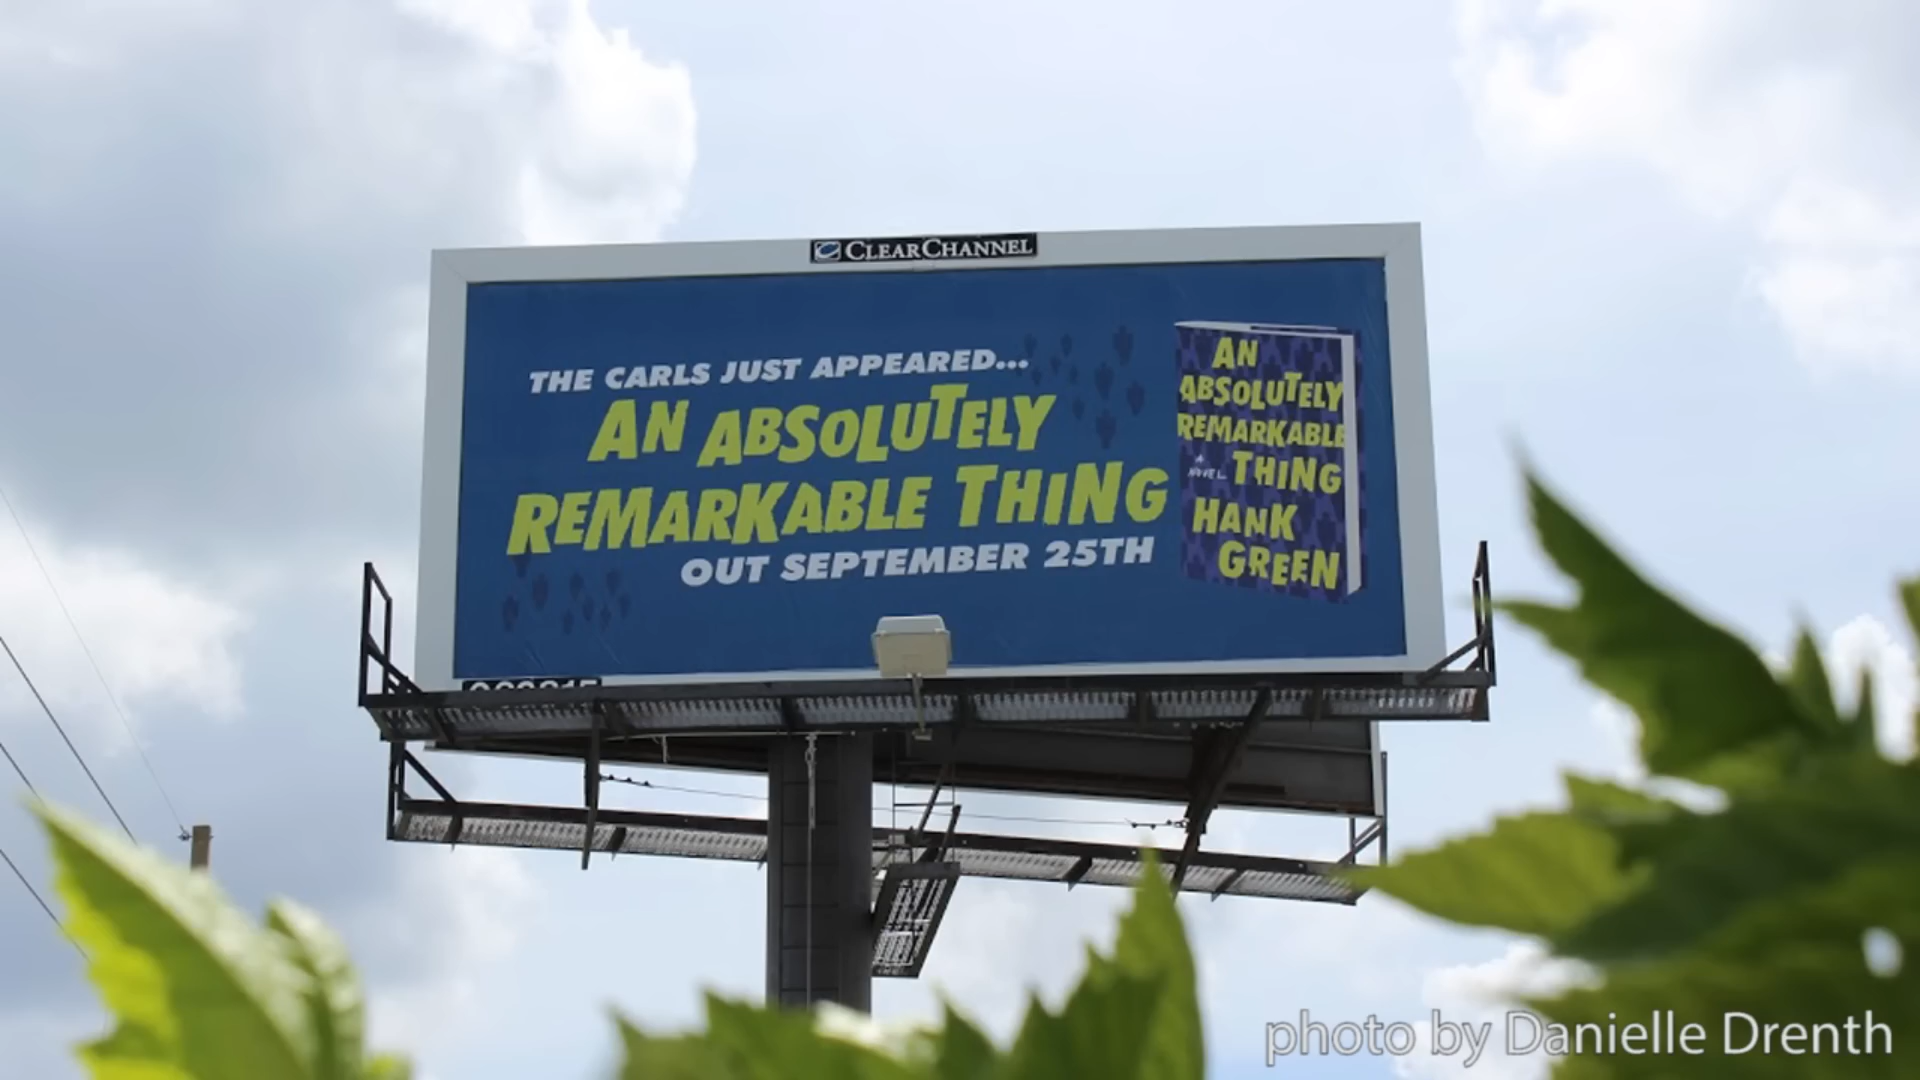 CLEARCHANNEL
THE CARLS JUST APPEARED...
AN ABSOLUTELY
REMARKABLE THING
OUT SEPTEMBER 25TH
AN
ABSOLUTELY
REMARKABLE
A NOVEL THING
HANK
GREEN
photo by Danielle Drenth